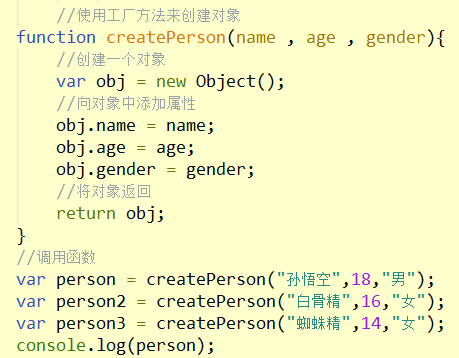 //使用工厂方法来创建对象
function createPerson(name , age , gender){
//创建一个对象
var obj = new Object();
//向对象中添加属性
obj.name = name;
obj.age = age;
obj.gender = gender;
//将对象返回
return obj;
}
//调用函数
var person = createPerson("孙悟空",18,"男");
var person2 = createPerson("白骨精",16,"女");
var person3 = createPerson("蜘蛛精",14,"女");
console.log(person);